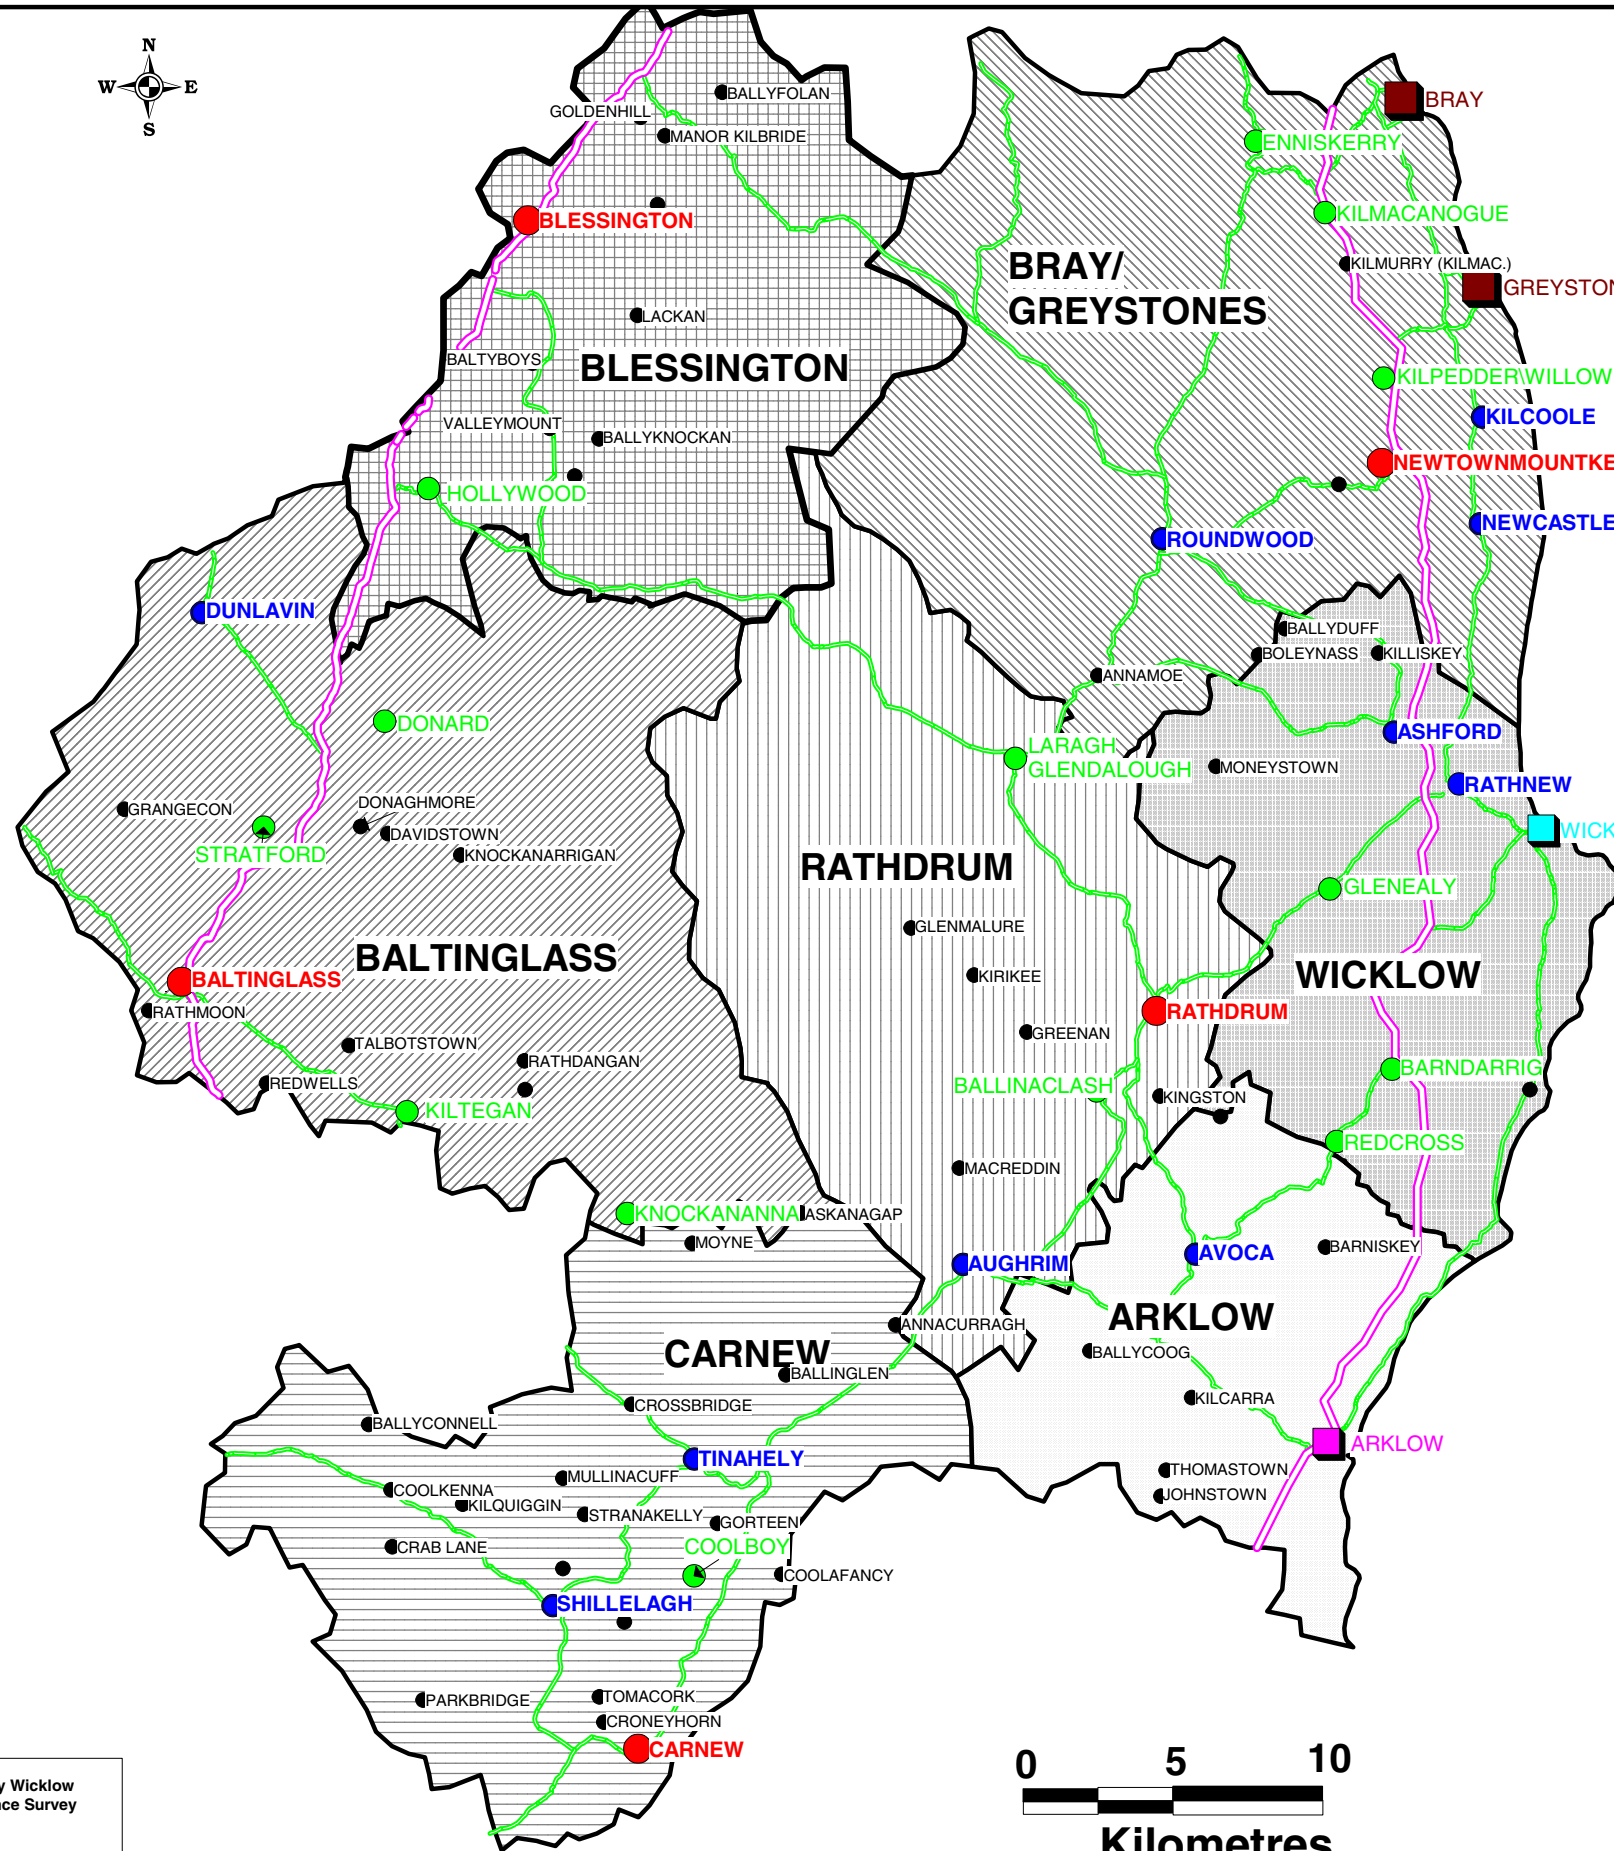 N
W E
S
BALLYFOLAN
GOLDENHILL
MANOR KILBRIDE
BRAY
ENNISKERRY
BLESSINGTON
KILMACANOGUE
KILMURRY (KILMAC.)
BRAY/
GREYSTONES
GREYSTON
LACKAN
BALTYBOYS
BLESSINGTON
KILPEDDER\WILLOW
KILCOOLE
VALLEYMOUNT
BALLYKNOCKAN
NEWTOWNMOUNTKE
HOLLYWOOD
NEWCASTLE
ROUNDWOOD
DUNLAVIN
BALLYDUFF
BOLEYNASS
KILLISKEY
ANNAMOE
DONARD
ASHFORD
LARAGH
GLENDALOUGH
MONEYSTOWN
RATHNEW
GRANGECON
DONAGHMORE
DAVIDSTOWN
WICK
STRATFORD
KNOCKANARRIGAN
RATHDRUM
GLENEALY
GLENMALURE
BALTINGLASS
KIRIKEE
WICKLOW
BALTINGLASS
RATHMOON
RATHDRUM
GREENAN
TALBOTSTOWN
RATHDANGAN
BARNDARRIG
REDWELLS
BALLINACLASH
KINGSTON
KILTEGAN
REDCROSS
MACREDDIN
KNOCKANANNA
ASKANAGAP
MOYNE
BARNISKEY
AVOCA
AUGHRIM
ARKLOW
ANNACURRAGH
CARNEW
BALLYCOOG
BALLINGLEN
KILCARRA
CROSSBRIDGE
BALLYCONNELL
ARKLOW
TINAHELY
THOMASTOWN
MULLINACUFF
COOLKENNA
JOHNSTOWN
KILQUIGGIN
STRANAKELLY
GORTEEN
CRAB LANE
COOLBOY
COOLAFANCY
SHILLELAGH
PARKBRIDGE
TOMACORK
CRONEYHORN
CARNEW
0 5 10
Kilometres
y Wicklow
nce Survey